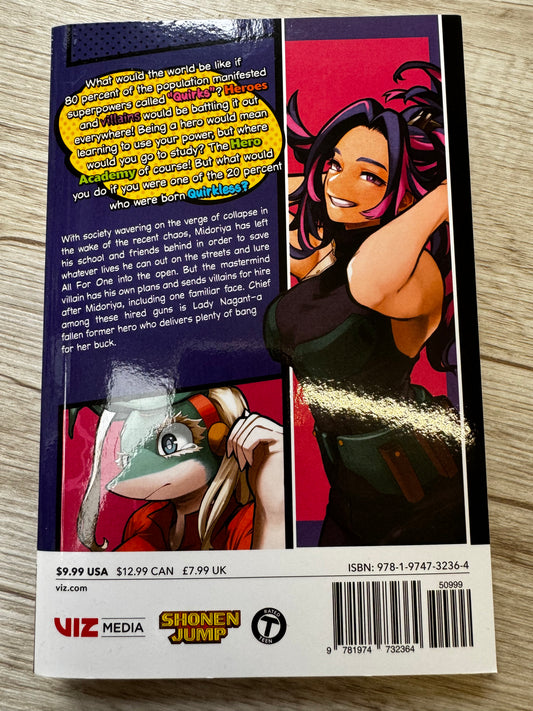 What would the world be like if
80 percent of the population manifested
superpowers called "Quirks"? Heroes
and villains would be battling it out
everywhere! Being a hero would mean
learning to use your power, but where
would you go to study? The Hero
Academy of course! But what would
you do if you were one of the 20 percent
who were born Quirkless?
With society wavering on the verge of collapse in
the wake of the recent chaos, Midoriya has left
his school and friends behind in order to save
whatever lives he can out on the streets and lure
All For One into the open. But the mastermind
villain has his own plans and sends villains for hire
after Midoriya, including one familiar face. Chief
among these hired guns is Lady Nagant–a
fallen former hero who delivers plenty of bang
for her buck.
$9.99 USA $12.99 CAN £7.99 UK
viz.com
VIZ MEDIA
SHONEN
JUMP
RATED
T
TEEN
ISBN: 978-1-9747-3236-4
50999
9 781974 732364